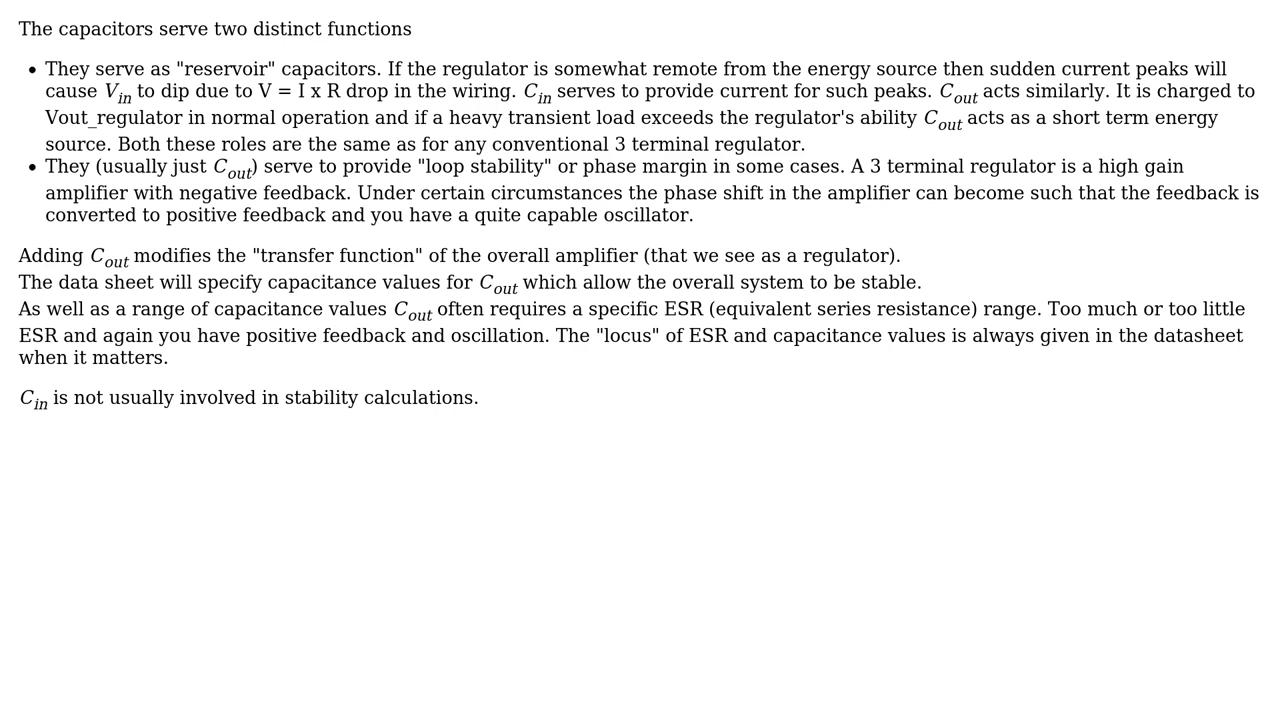 The capacitors serve two distinct functions
• They serve as "reservoir" capacitors. If the regulator is somewhat remote from the energy source then sudden current peaks will
cause V_in to dip due to V = I x R drop in the wiring. C_in serves to provide current for such peaks. C_out acts similarly. It is charged to
Vout_regulator in normal operation and if a heavy transient load exceeds the regulator's ability C_out acts as a short term energy
source. Both these roles are the same as for any conventional 3 terminal regulator.
• They (usually just C_out) serve to provide "loop stability" or phase margin in some cases. A 3 terminal regulator is a high gain
amplifier with negative feedback. Under certain circumstances the phase shift in the amplifier can become such that the feedback is
converted to positive feedback and you have a quite capable oscillator.
Adding C_out modifies the "transfer function" of the overall amplifier (that we see as a regulator).
The data sheet will specify capacitance values for C_out which allow the overall system to be stable.
As well as a range of capacitance values C_out often requires a specific ESR (equivalent series resistance) range. Too much or too little
ESR and again you have positive feedback and oscillation. The "locus" of ESR and capacitance values is always given in the datasheet
when it matters.
C_in is not usually involved in stability calculations.